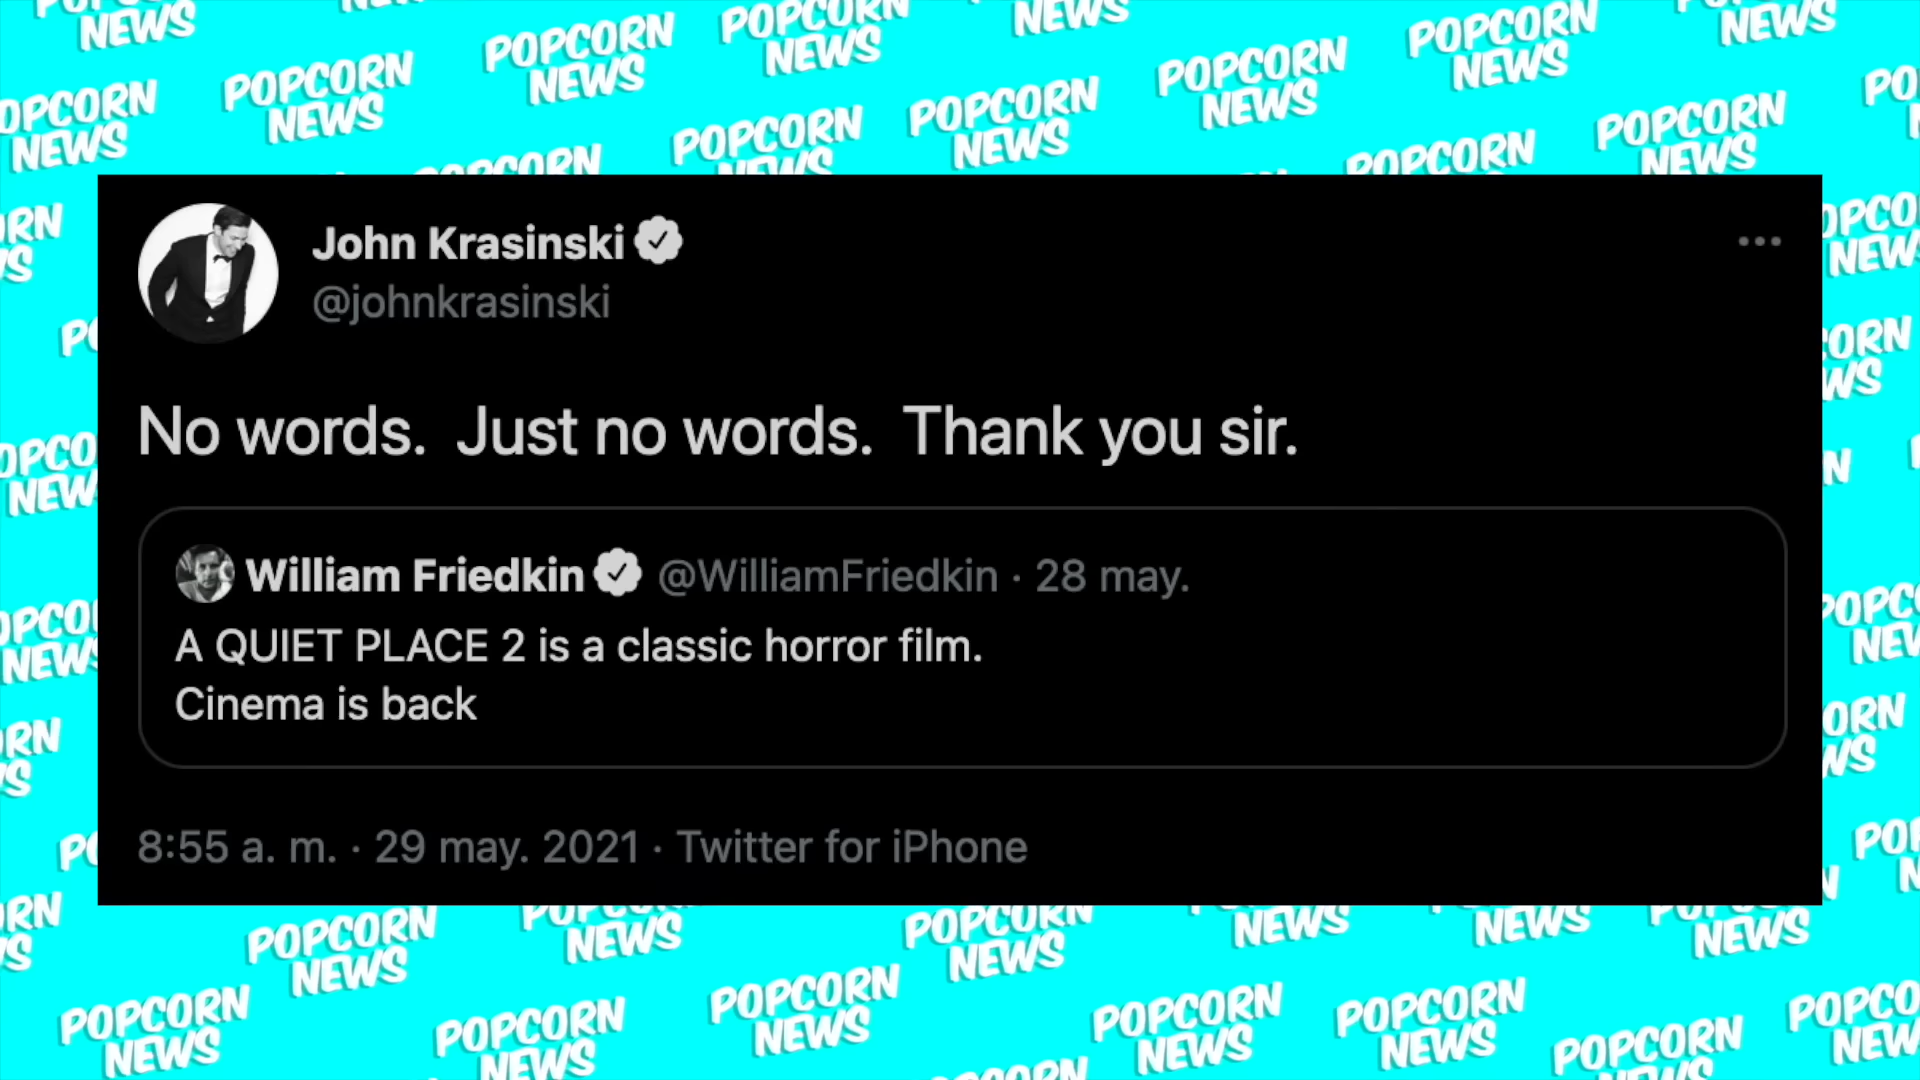 POPCORN NEWS
John Krasinski
@johnkrasinski
No words.  Just no words.  Thank you sir.
William Friedkin @WilliamFriedkin · 28 may.
A QUIET PLACE 2 is a classic horror film.
Cinema is back
8:55 a. m. · 29 may. 2021 · Twitter for iPhone